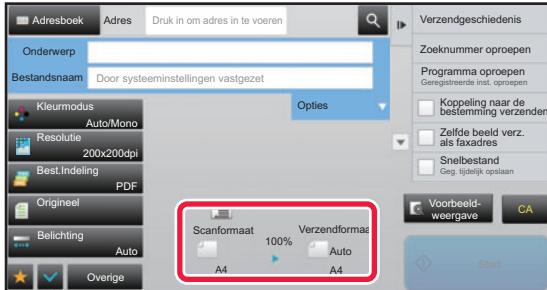 Adresboek Adres Druk in om adres in te voeren
Onderwerp
Bestandsnaam Door systeeminstellingen vastgezet
Opties
Kleurmodus
Auto/Mono
Resolutie
200x200dpi
Best.Indeling
PDF
Origineel
Belichting
Auto
Overige
Scanformaat
100%
Verzendformaa
Auto
A4
A4
Verzendgeschiedenis
Zoeknummer oproepen
Programma oproepen
Geregistreerde inst. oproepen
Koppeling naar de
bestemming verzenden
Zelfde beeld verz.
als faxadres
Snelbestand
Geg. tijdelijk opslaan
Voorbeeld-
weergave
CA
Start